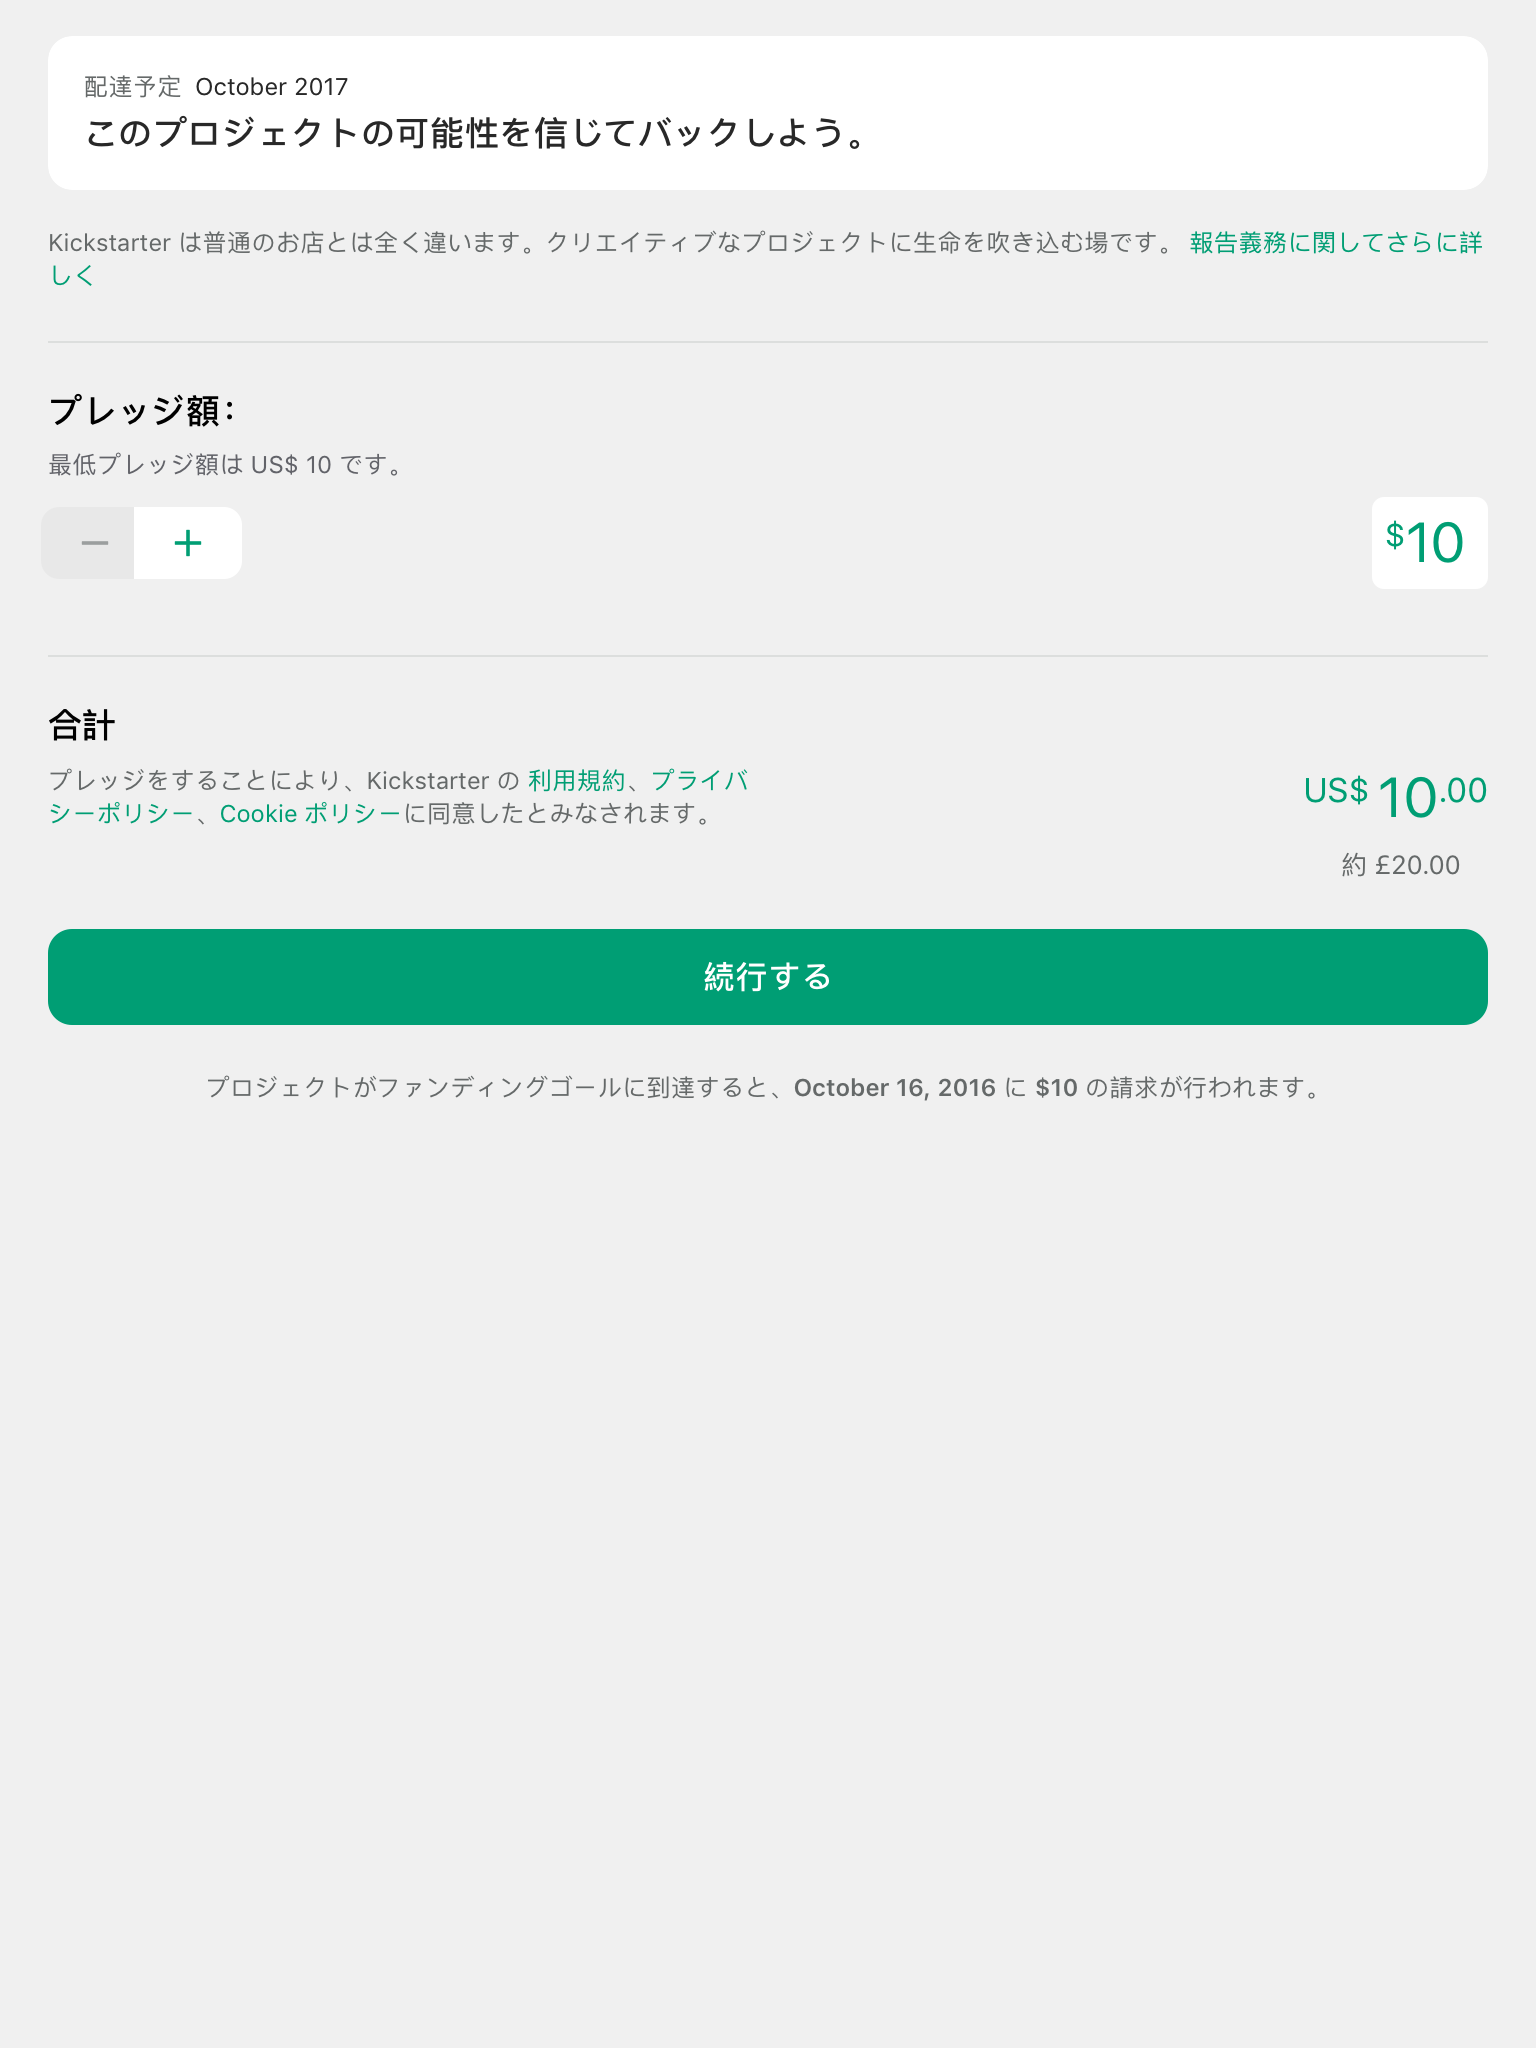 配達予定 October 2017
このプロジェクトの可能性を信じてバックしよう。
Kickstarter は普通のお店とは全く違います。クリエイティブなプロジェクトに生命を吹き込む場です。 報告義務に関してさらに詳
しく
プレッジ額：
最低プレッジ額は US$ 10 です。
− +
$10
合計
プレッジをすることにより、Kickstarter の 利用規約、プライバ
シーポリシー、Cookie ポリシーに同意したとみなされます。
US$ 10.00
約 £20.00
続行する
プロジェクトがファンディングゴールに到達すると、October 16, 2016 に $10 の請求が行われます。